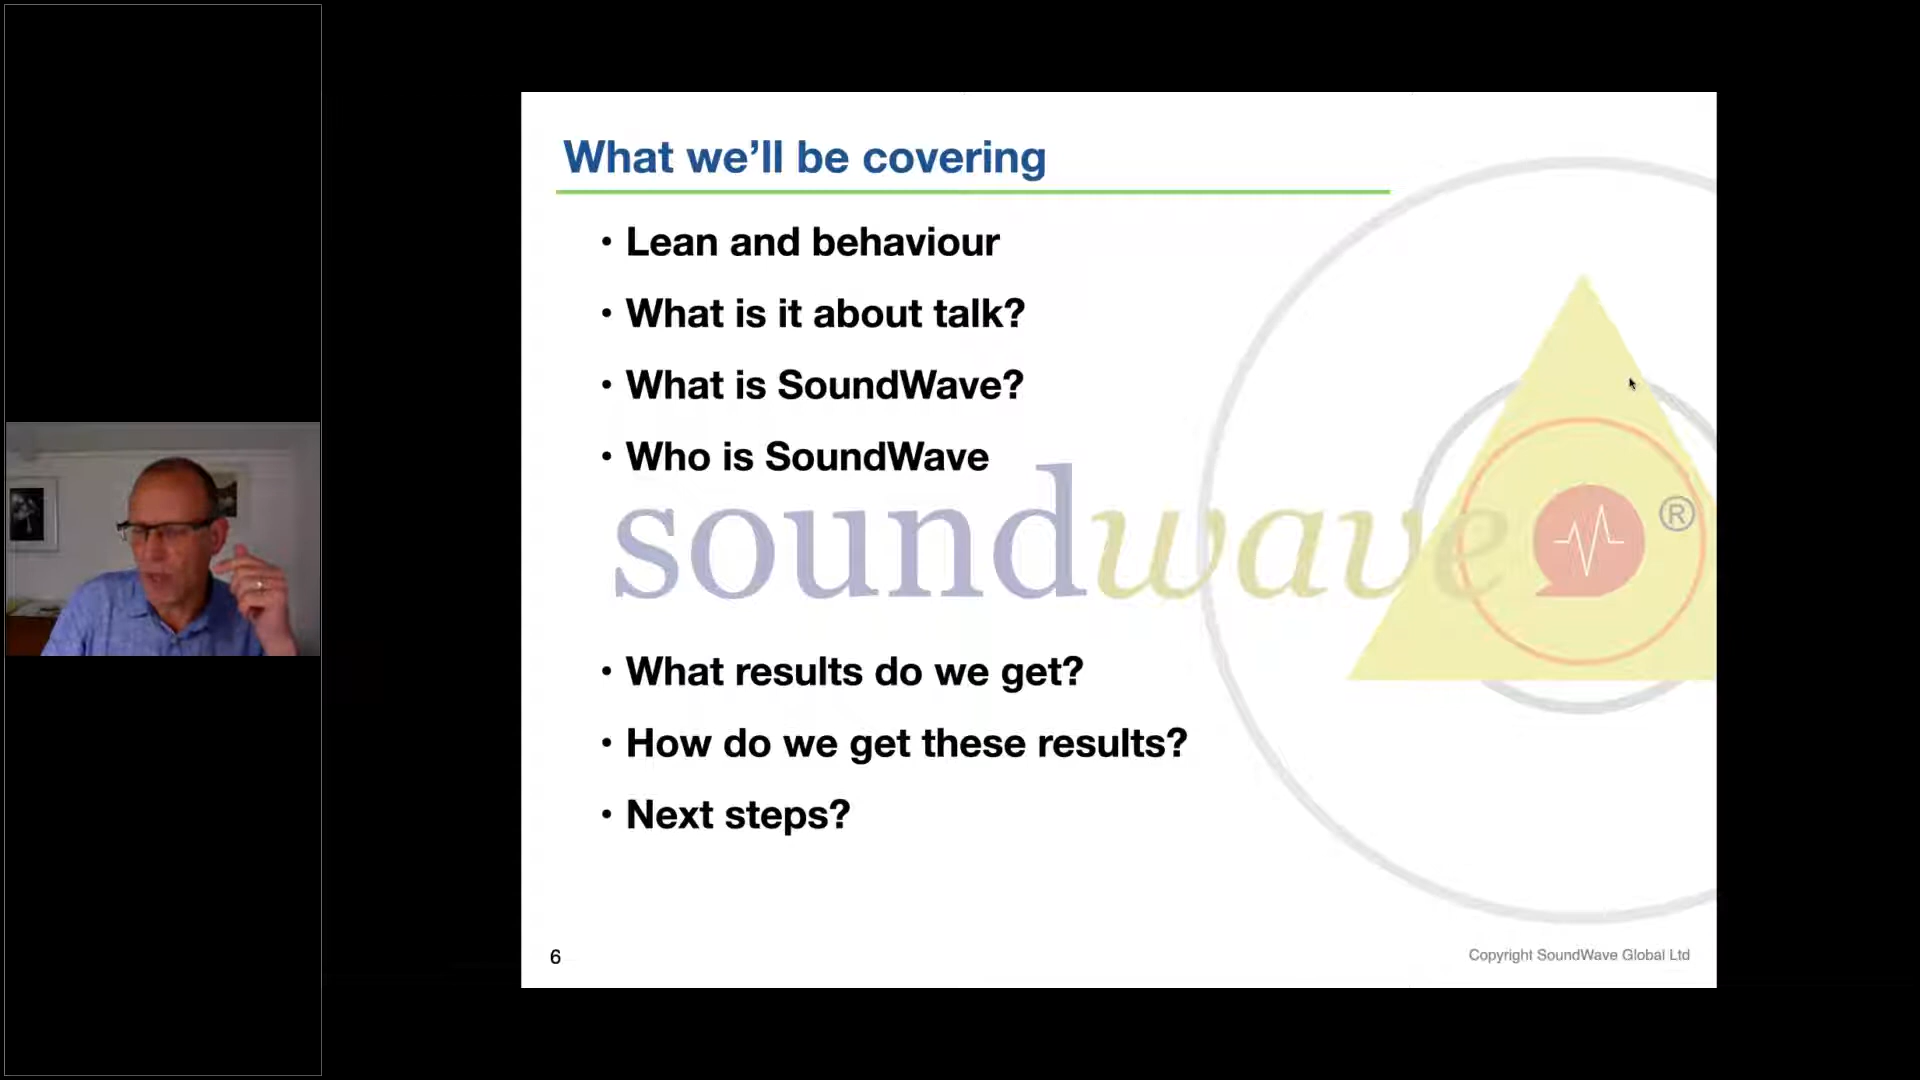 What we'll be covering
• Lean and behaviour
• What is it about talk?
• What is SoundWave?
• Who is SoundWave
soundwave ®
• What results do we get?
• How do we get these results?
• Next steps?
6
Copyright SoundWave Global Ltd